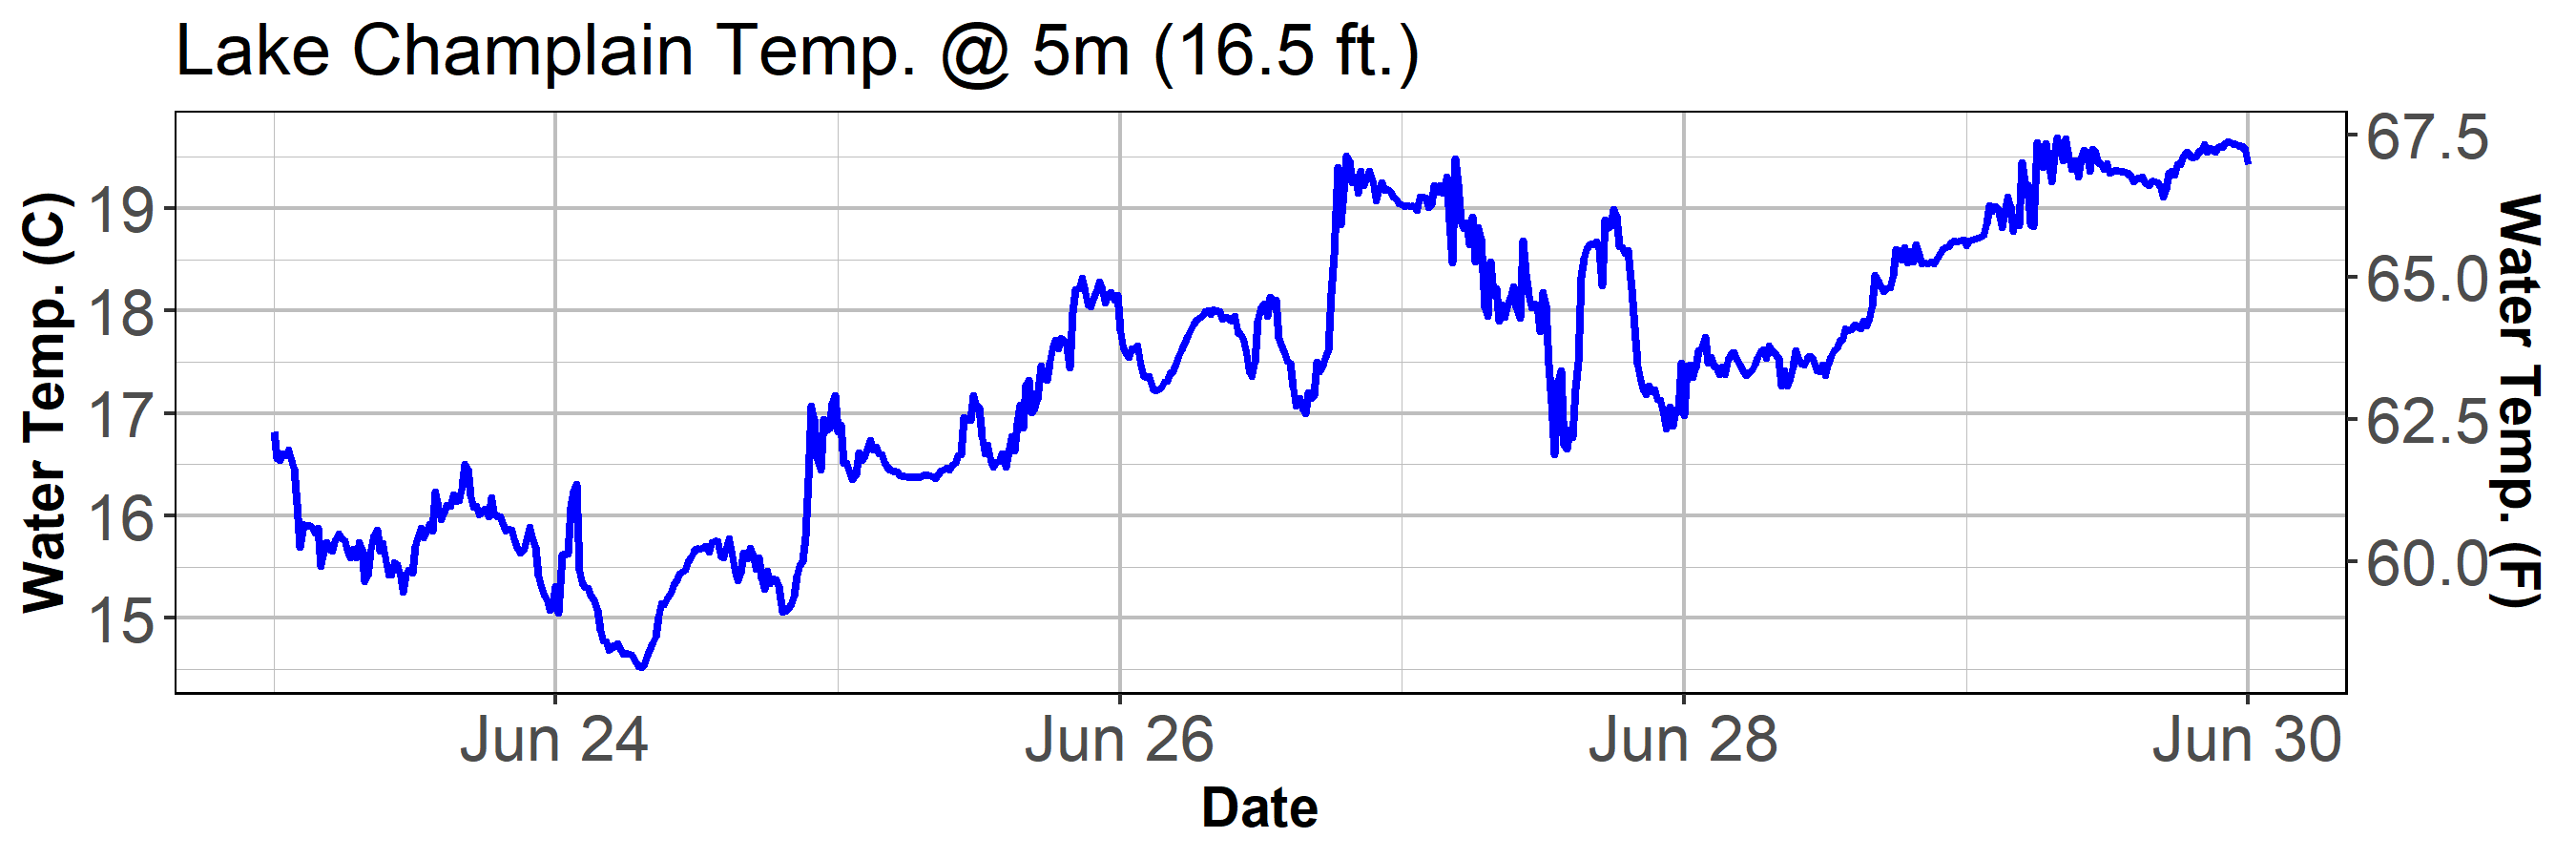 Lake Champlain Temp. @ 5m (16.5 ft.)
Water Temp. (C)
19
18
17
16
15
67.5
65.0
62.5
60.0
Water Temp. (F)
Jun 24 Jun 26 Jun 28 Jun 30
Date